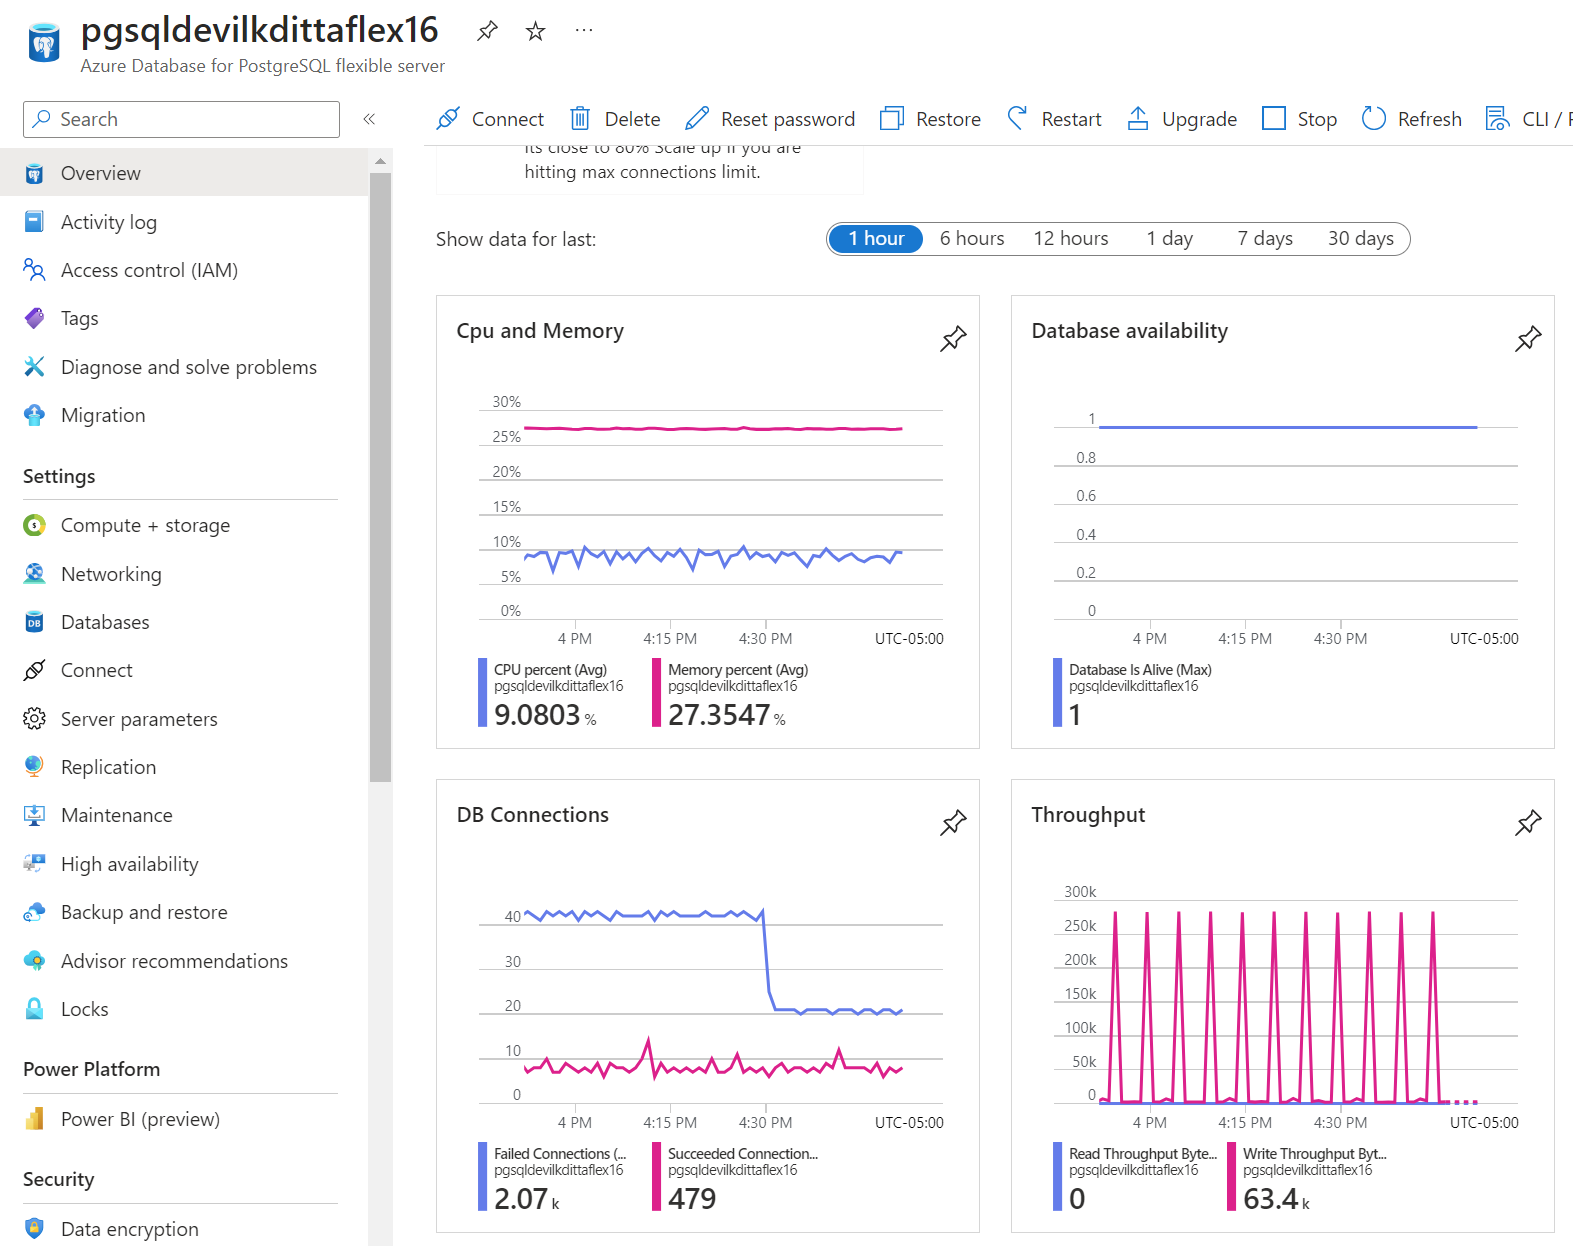 pgsqldevilkdittaflex16
Azure Database for PostgreSQL flexible server
Search
«
Overview
Activity log
Access control (IAM)
Tags
Diagnose and solve problems
Migration
Settings
Compute + storage
Networking
Databases
Connect
Server parameters
Replication
Maintenance
High availability
Backup and restore
Advisor recommendations
Locks
Power Platform
Power BI (preview)
Security
Data encryption
Connect Delete Reset password Restore Restart Upgrade Stop Refresh CLI /
its close to 80% Scale up if you are
hitting max connections limit.
Show data for last: 1 hour 6 hours 12 hours 1 day 7 days 30 days
Cpu and Memory
30%
25%
20%
15%
10%
5%
0%
4 PM 4:15 PM 4:30 PM UTC-05:00
CPU percent (Avg)
pgsqldevilkdittaflex16
9.0803 %
Memory percent (Avg)
pgsqldevilkdittaflex16
27.3547 %
Database availability
1
0.8
0.6
0.4
0.2
0
4 PM 4:15 PM 4:30 PM UTC-05:00
Database Is Alive (Max)
pgsqldevilkdittaflex16
1
DB Connections
40
30
20
10
0
4 PM 4:15 PM 4:30 PM UTC-05:00
Failed Connections (...
pgsqldevilkdittaflex16
2.07 k
Succeeded Connection...
pgsqldevilkdittaflex16
479
Throughput
300k
250k
200k
150k
100k
50k
0
4 PM 4:15 PM 4:30 PM UTC-05:00
Read Throughput Byte...
pgsqldevilkdittaflex16
0
Write Throughput Byt...
pgsqldevilkdittaflex16
63.4 k